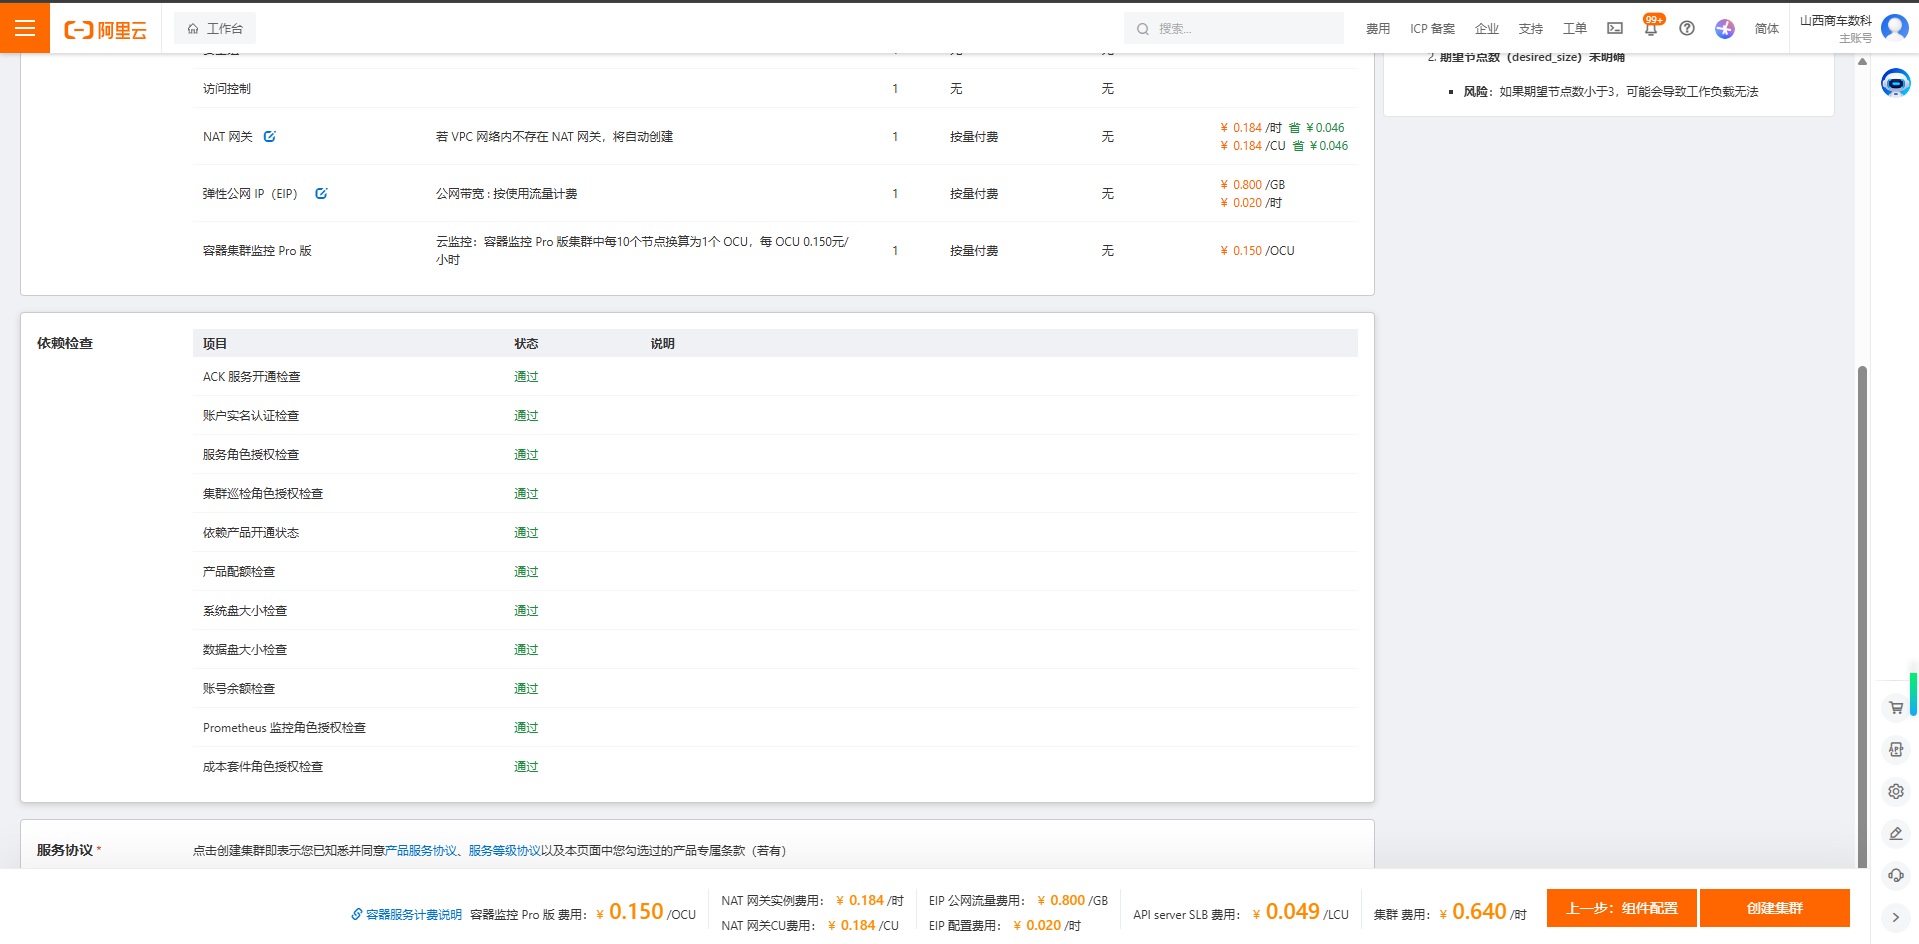 阿里云
工作台
搜索...
费用
ICP 备案
企业
支持
工单
99+
简体
山西商车数科
主账号
2. 期望节点数（desired_size）未明确
风险：如果期望节点数小于3，可能会导致工作负载无法
访问控制 1 无 无
NAT 网关 若 VPC 网络内不存在 NAT 网关，将自动创建 1 按量付费 无 ¥ 0.184 /时 省 ¥0.046
¥ 0.184 /CU 省 ¥0.046
弹性公网 IP（EIP） 公网带宽 : 按使用流量计费 1 按量付费 无 ¥ 0.800 /GB
¥ 0.020 /时
容器集群监控 Pro 版 云监控：容器监控 Pro 版集群中每10个节点换算为1个 OCU，每 OCU 0.150元/
小时 1 按量付费 无 ¥ 0.150 /OCU
依赖检查
项目 状态 说明
ACK 服务开通检查 通过
账户实名认证检查 通过
服务角色授权检查 通过
集群巡检角色授权检查 通过
依赖产品开通状态 通过
产品配额检查 通过
系统盘大小检查 通过
数据盘大小检查 通过
账号余额检查 通过
Prometheus 监控角色授权检查 通过
成本套件角色授权检查 通过
服务协议 * 点击创建集群即表示您已知悉并同意产品服务协议、服务等级协议以及本页面中您勾选过的产品专属条款（若有）
容器服务计费说明 容器监控 Pro 版 费用： ¥ 0.150 /OCU
NAT 网关实例费用： ¥ 0.184 /时
NAT 网关CU费用： ¥ 0.184 /CU
EIP 公网流量费用： ¥ 0.800 /GB
EIP 配置费用： ¥ 0.020 /时
API server SLB 费用： ¥ 0.049 /LCU
集群 费用： ¥ 0.640 /时
上一步：组件配置
创建集群
API